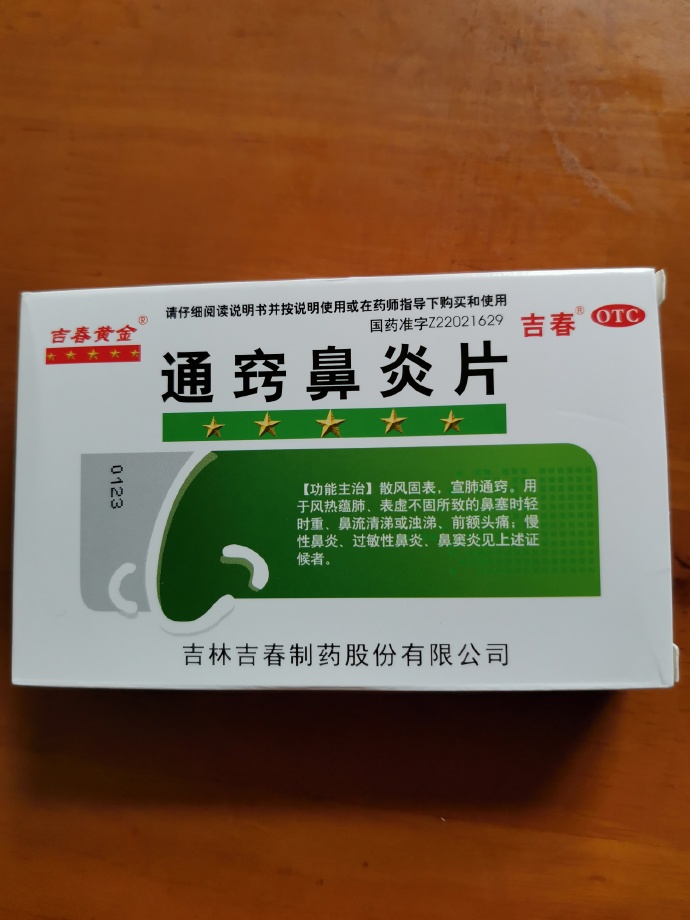 请仔细阅读说明书并按说明使用或在药师指导下购买和使用
国药准字Z22021629
吉春黄金®
吉春®
OTC
通窍鼻炎片
0123
【功能主治】散风固表，宣肺通窍。用
于风热蕴肺、表虚不固所致的鼻塞时轻
时重、鼻流清涕或浊涕、前额头痛；慢
性鼻炎、过敏性鼻炎、鼻窦炎见上述证
候者。
吉林吉春制药股份有限公司